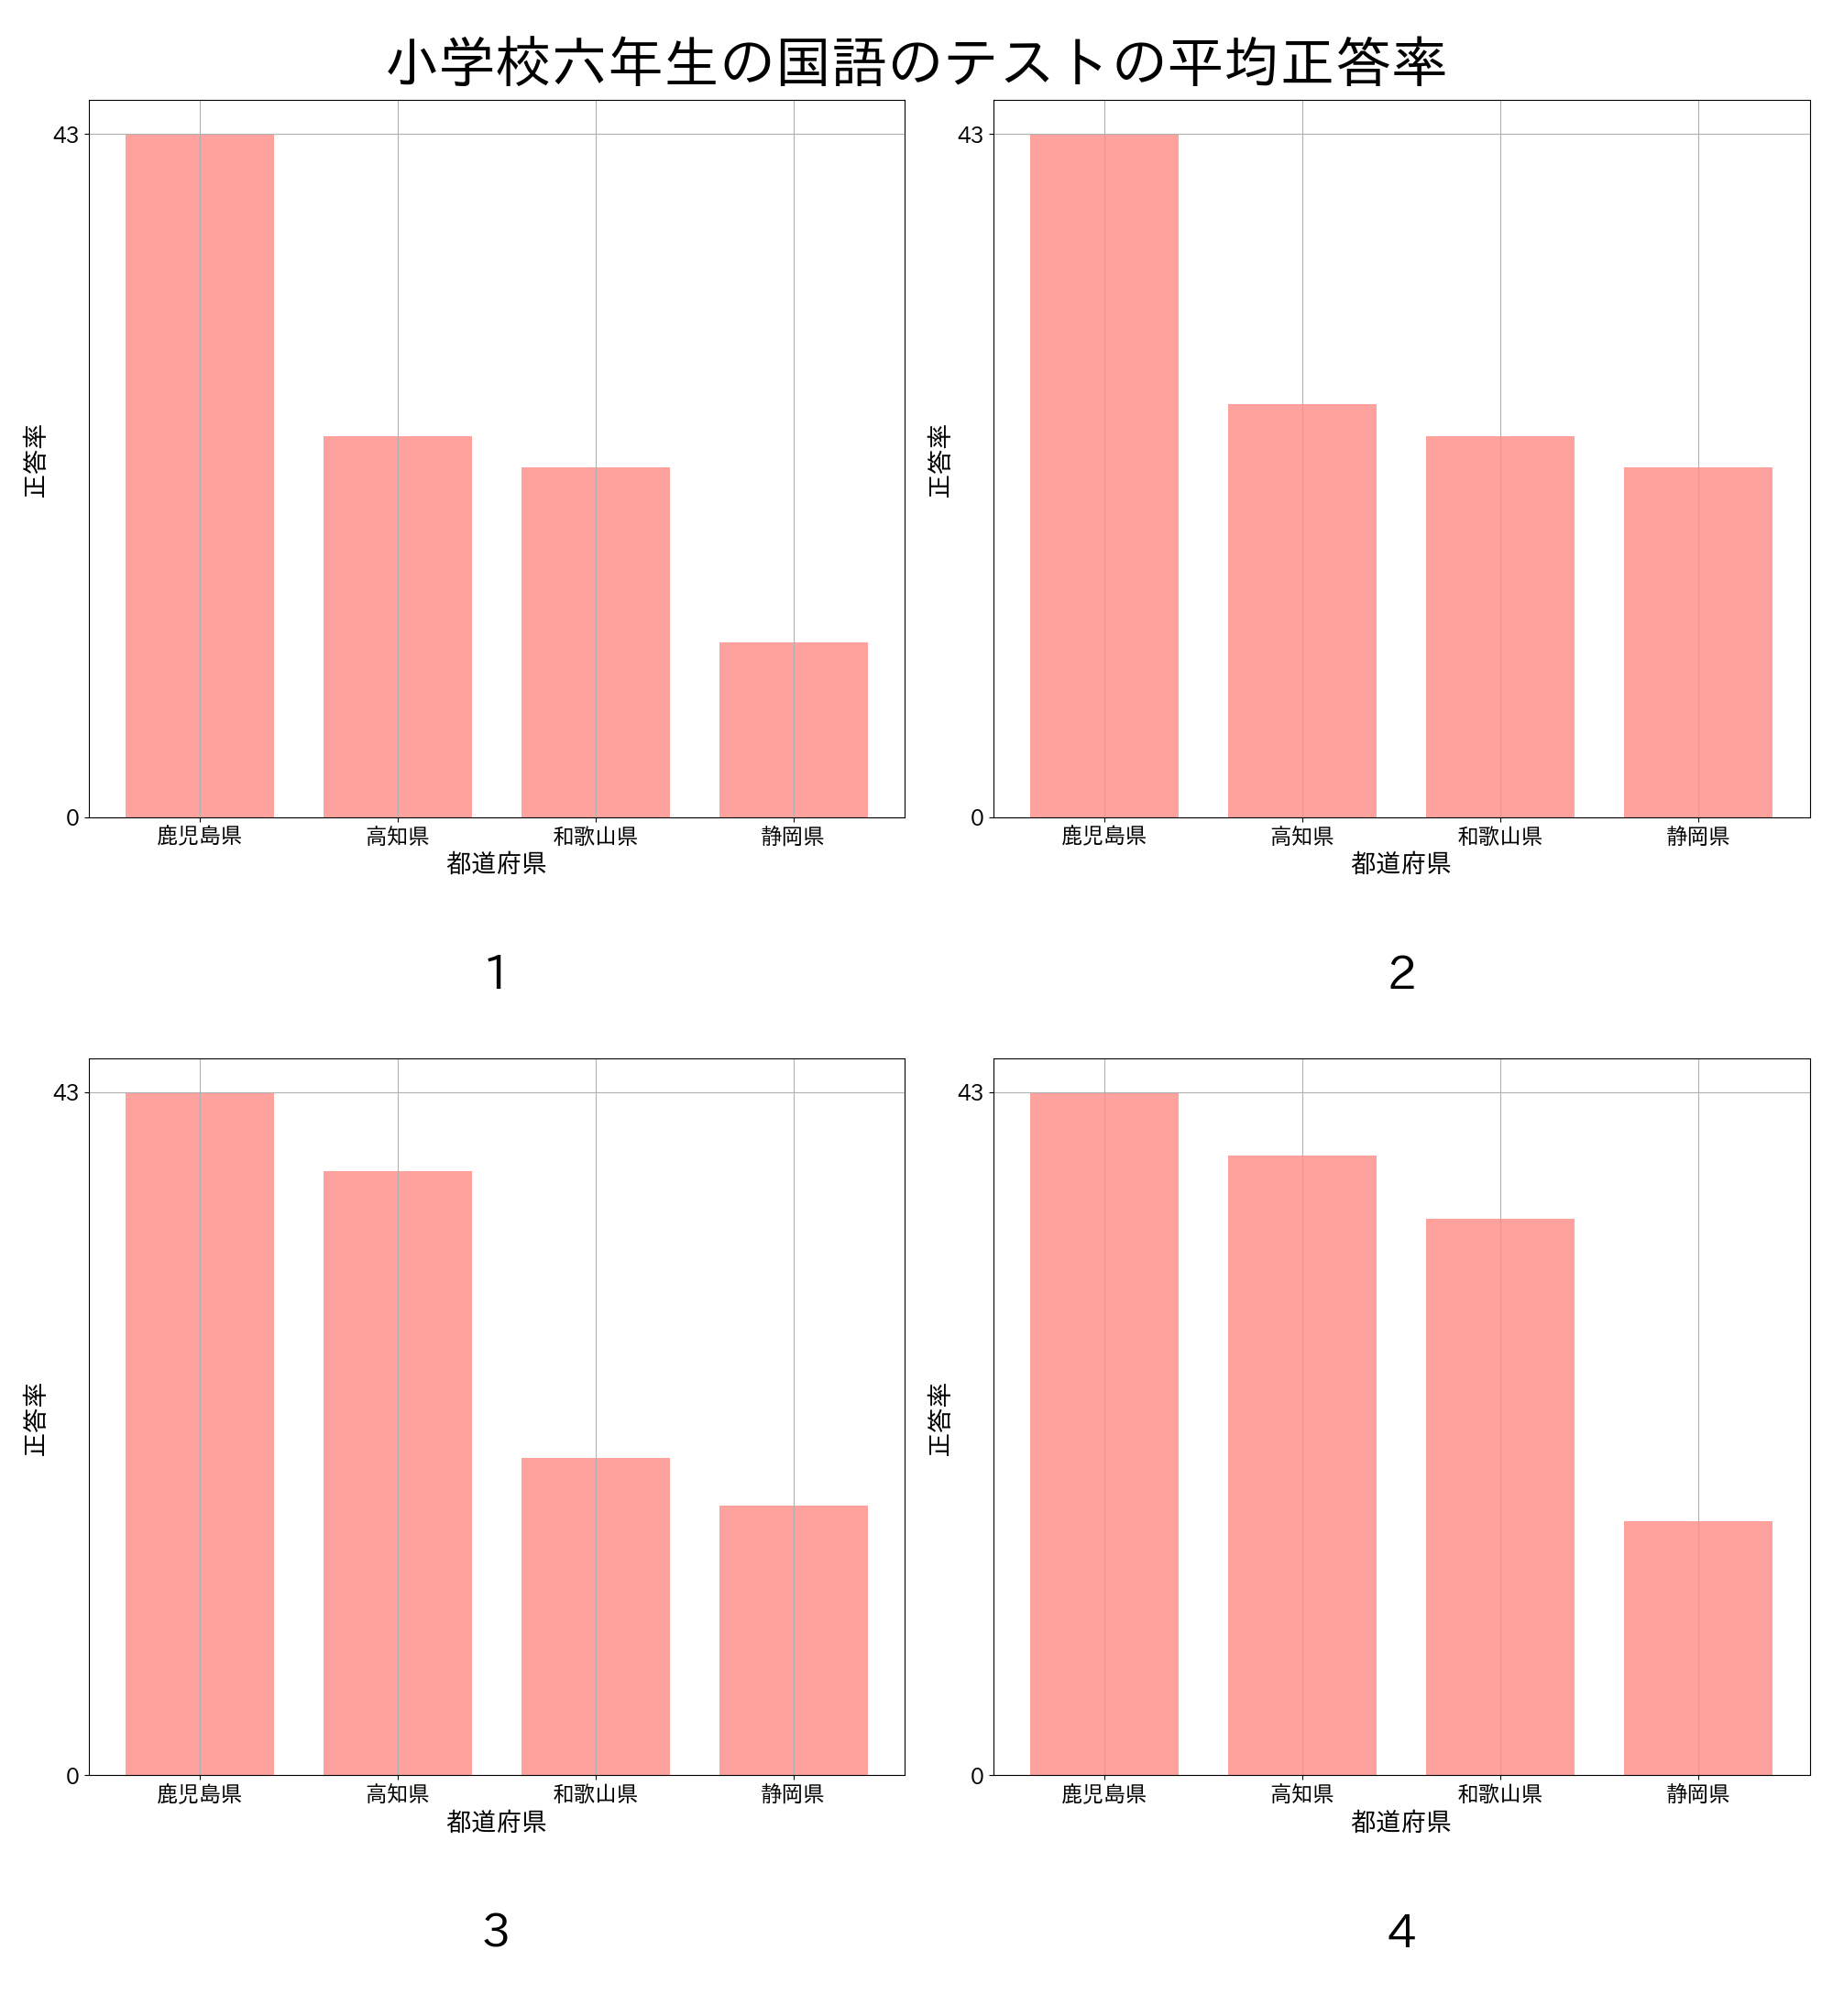 小学校六年生の国語のテストの平均正答率
43
0
正答率
鹿児島県 高知県 和歌山県 静岡県
都道府県
1
43
0
正答率
鹿児島県 高知県 和歌山県 静岡県
都道府県
2
43
0
正答率
鹿児島県 高知県 和歌山県 静岡県
都道府県
3
43
0
正答率
鹿児島県 高知県 和歌山県 静岡県
都道府県
4